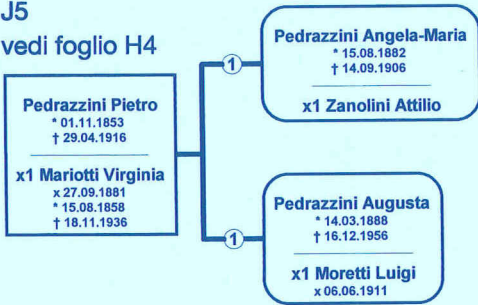 J5
vedi foglio H4
Pedrazzini Pietro
* 01.11.1853
† 29.04.1916
x1 Mariotti Virginia
x 27.09.1881
* 15.08.1858
† 18.11.1936
1
Pedrazzini Angela-Maria
* 15.08.1882
† 14.09.1906
x1 Zanolini Attilio
1
Pedrazzini Augusta
* 14.03.1888
† 16.12.1956
x1 Moretti Luigi
x 06.06.1911